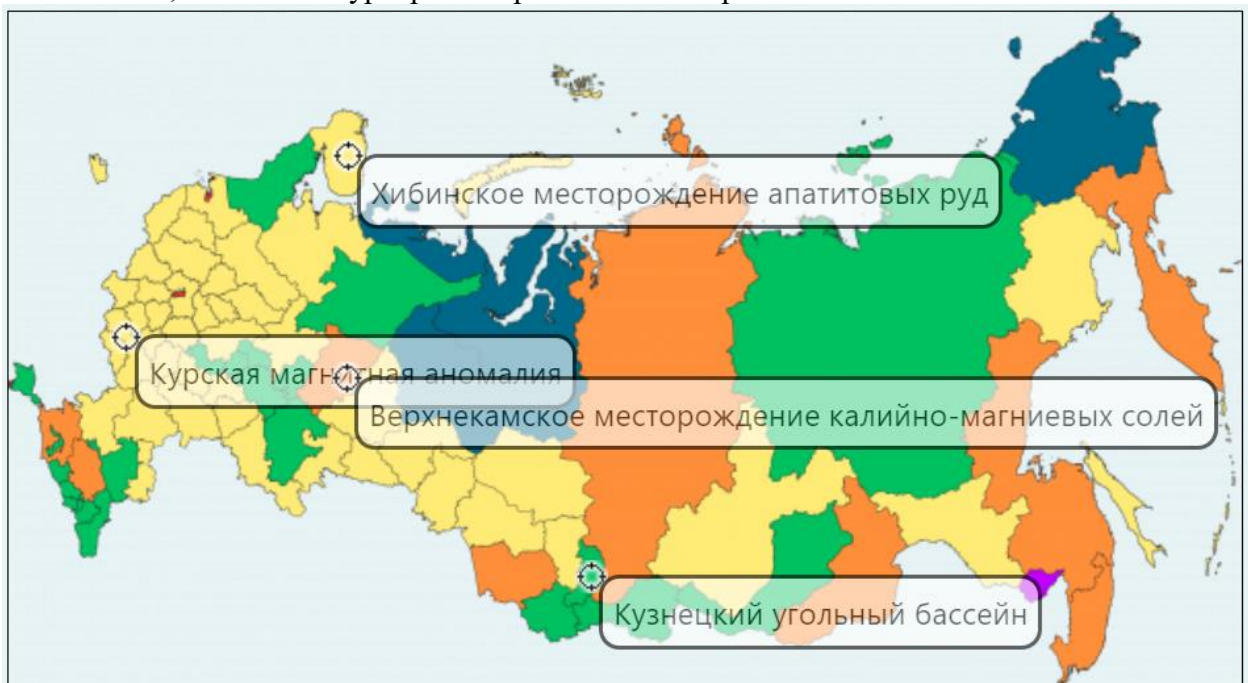 Хибинское месторождение апатитовых руд
Курская магнитная аномалия
Верхнекамское месторождение калийно-магниевых солей
Кузнецкий угольный бассейн